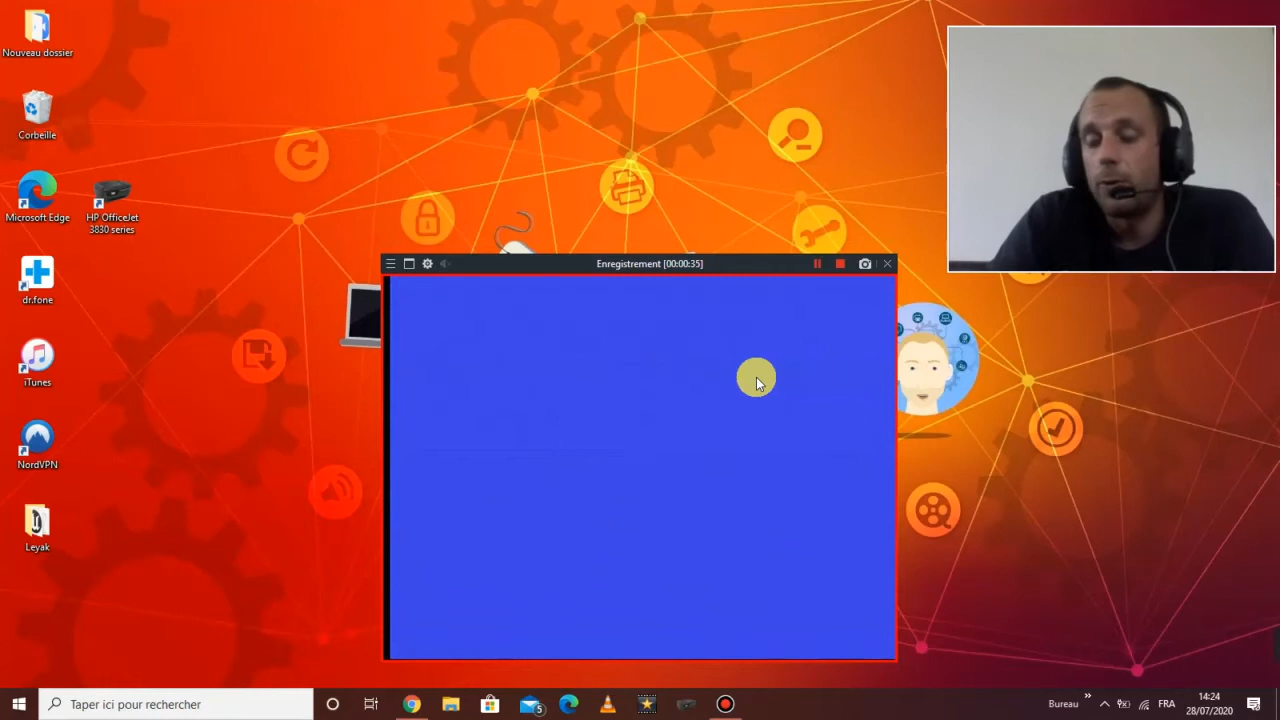 Nouveau dossier
Corbeille
Microsoft Edge
HP OfficeJet
3830 series
dr.fone
iTunes
NordVPN
Leyak
Enregistrement [00:00:35]
Taper ici pour rechercher
5
Bureau
FRA
14:24
28/07/2020